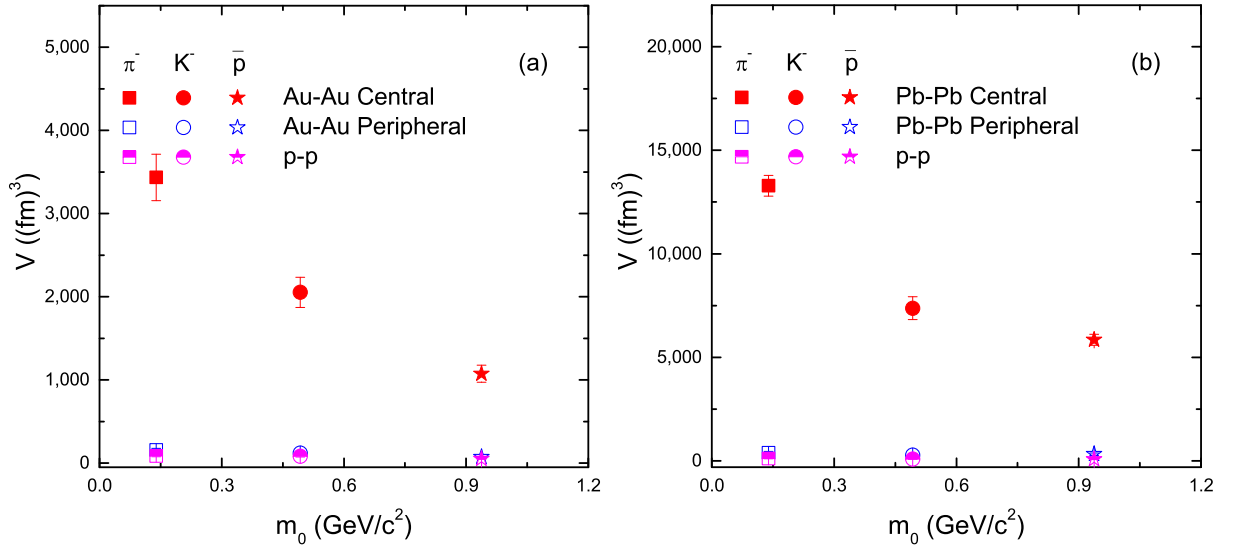 5,000
4,000
3,000
2,000
1,000
0
V ((fm)³)
π⁻ K⁻ p̅ (a)
Au-Au Central
Au-Au Peripheral
p-p
0.0 0.3 0.6 0.9 1.2
m₀ (GeV/c²)
20,000
15,000
10,000
5,000
0
V ((fm)³)
π⁻ K⁻ p̅ (b)
Pb-Pb Central
Pb-Pb Peripheral
p-p
0.0 0.3 0.6 0.9 1.2
m₀ (GeV/c²)